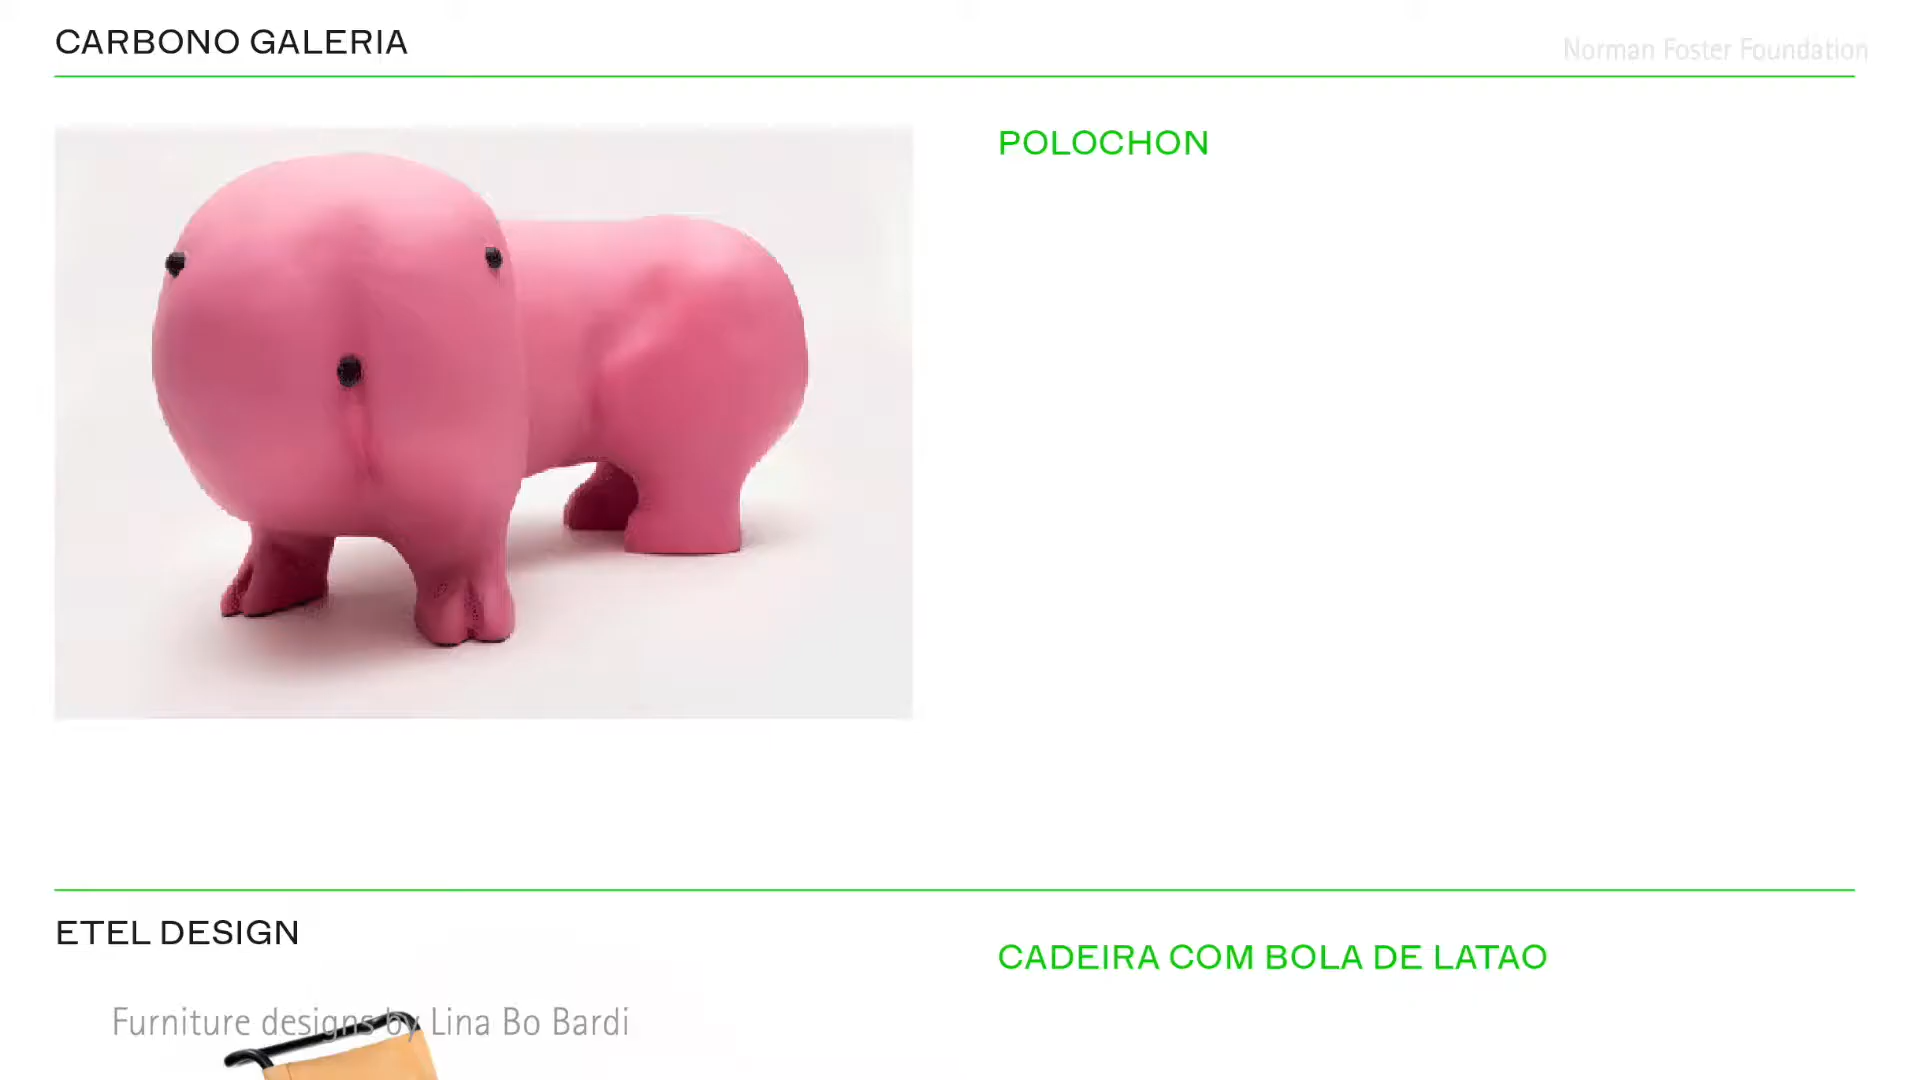 CARBONO GALERIA
Norman Foster Foundation
POLOCHON
ETEL DESIGN
CADEIRA COM BOLA DE LATAO
Furniture designs by Lina Bo Bardi